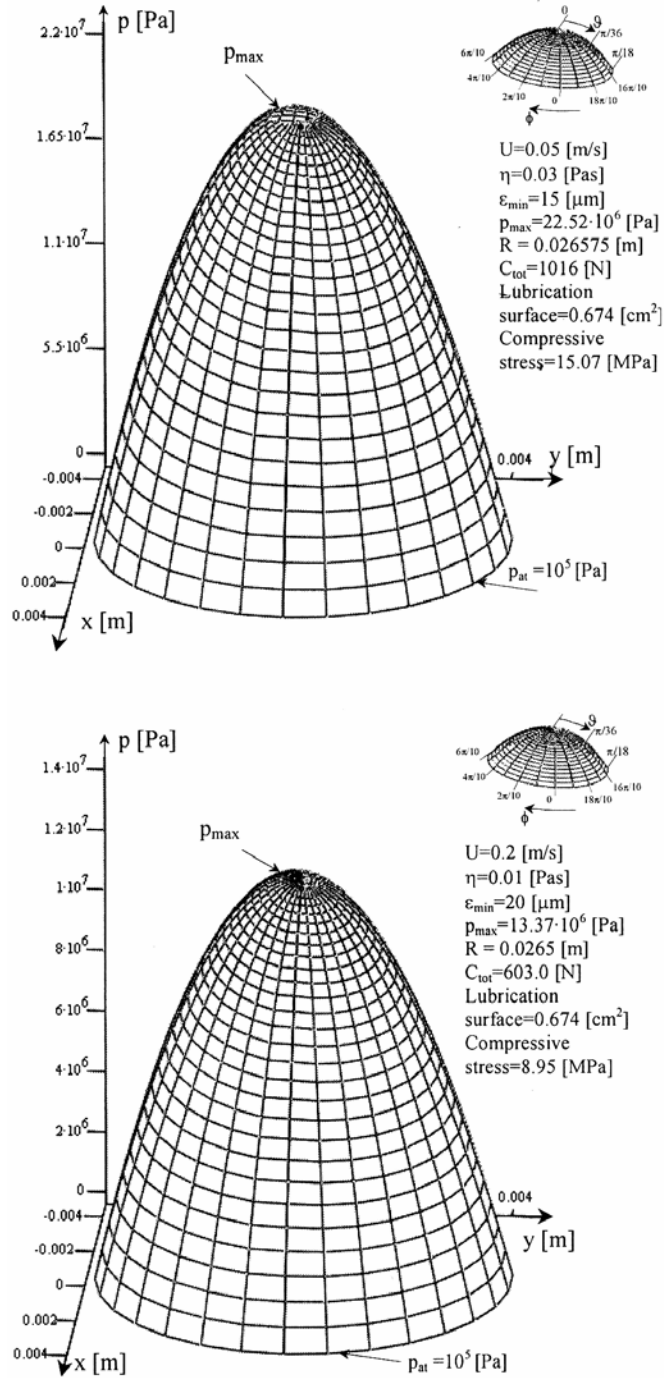 p [Pa]
2.2·10⁷
1.65·10⁷
1.1·10⁷
5.5·10⁶
0
-0.004
-0.002
0
0.002
0.004
x [m]
pmax
0.004
y [m]
pat =10⁵ [Pa]
0
ϑ
π/36
π/18
6π/10
4π/10
2π/10
0
18π/10
16π/10
ϕ
U=0.05 [m/s]
η=0.03 [Pas]
εmin=15 [μm]
pmax=22.52·10⁶ [Pa]
R = 0.026575 [m]
Ctot=1016 [N]
Lubrication
surface=0.674 [cm²]
Compressive
stress=15.07 [MPa]
p [Pa]
1.4·10⁷
1.2·10⁷
1·10⁷
8·10⁶
6·10⁶
4·10⁶
2·10⁶
0
-0.004
-0.002
0
0.002
0.004
x [m]
pmax
0.004
y [m]
pat =10⁵ [Pa]
ϑ
π/36
π/18
6π/10
4π/10
2π/10
0
18π/10
16π/10
ϕ
U=0.2 [m/s]
η=0.01 [Pas]
εmin=20 [μm]
pmax=13.37·10⁶ [Pa]
R = 0.0265 [m]
Ctot=603.0 [N]
Lubrication
surface=0.674 [cm²]
Compressive
stress=8.95 [MPa]